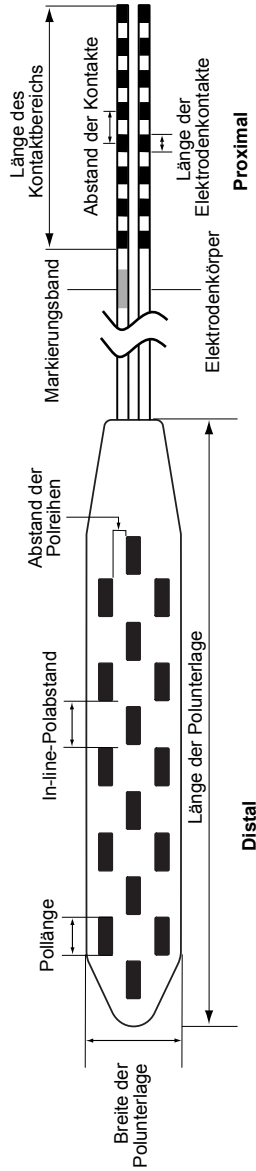 Länge des
Kontaktbereichs
Abstand der Kontakte
Länge der
Elektrodenkontakte
Proximal
Markierungsband
Elektrodenkörper
Abstand der
Polreihen
In-line-Polabstand
Länge der Polunterlage
Distal
Pollänge
Breite der
Polunterlage